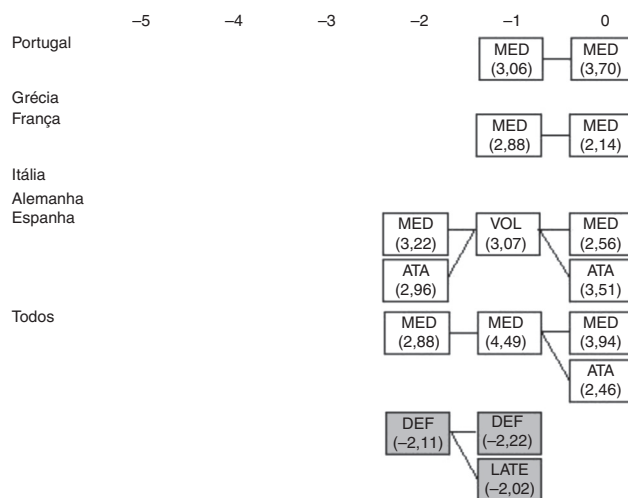 –5 –4 –3 –2 –1 0
Portugal
MED MED
(3,06) (3,70)
Grécia
França
MED MED
(2,88) (2,14)
Itália
Alemanha
Espanha
MED VOL MED
(3,22) (3,07) (2,56)
ATA ATA
(2,96) (3,51)
Todos
MED MED MED
(2,88) (4,49) (3,94)
ATA
(2,46)
DEF DEF
(–2,11) (–2,22)
LATE
(–2,02)